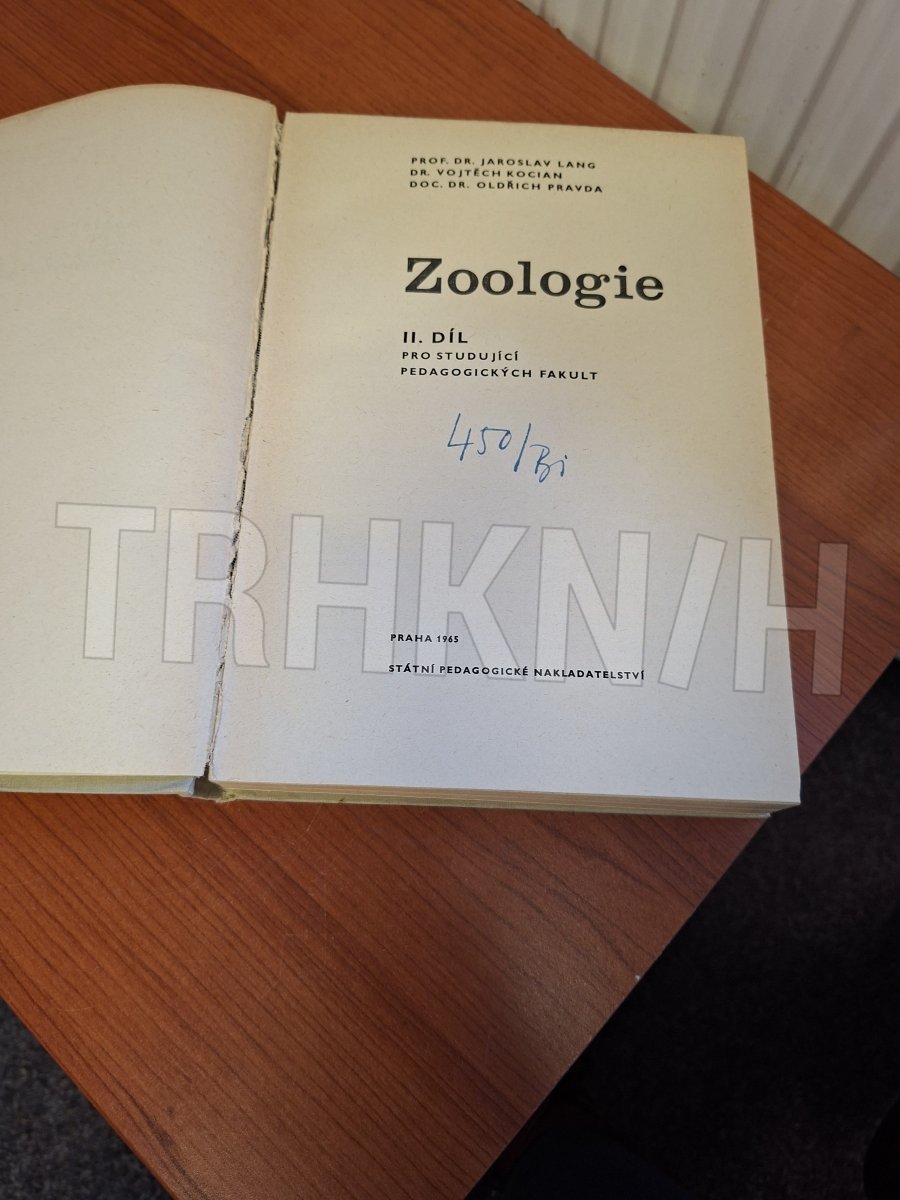 PROF. DR. JAROSLAV LANG
DR. VOJTĚCH KOCIAN
DOC. DR. OLDŘICH PRAVDA
Zoologie
II. DÍL
PRO STUDUJÍCÍ
PEDAGOGICKÝCH FAKULT
450/Bi
TRHKN/H
PRAHA 1965
STÁTNÍ PEDAGOGICKÉ NAKLADATELSTVÍ